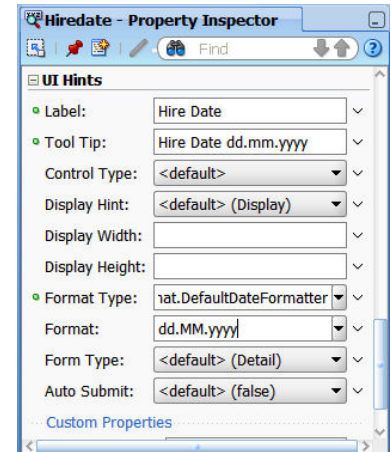 Hiredate - Property Inspector
Find
UI Hints
Label: Hire Date
Tool Tip: Hire Date dd.mm.yyyy
Control Type: <default>
Display Hint: <default> (Display)
Display Width:
Display Height:
Format Type: nat.DefaultDateFormatter
Format: dd.MM.yyyy
Form Type: <default> (Detail)
Auto Submit: <default> (false)
Custom Properties